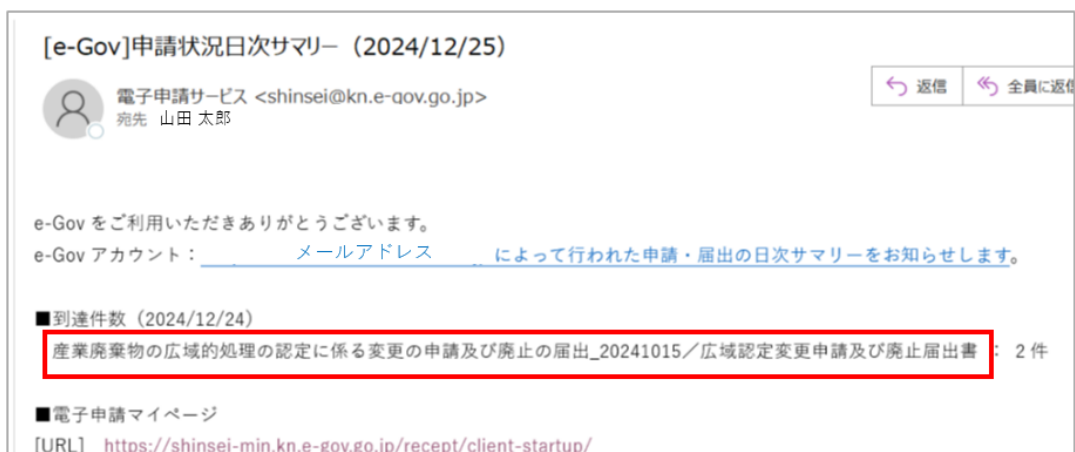 [e-Gov]申請状況日次サマリー（2024/12/25）
電子申請サービス <shinsei@kn.e-gov.go.jp>
宛先 山田 太郎
返信
全員に返信
e-Gov をご利用いただきありがとうございます。
e-Gov アカウント： メールアドレス によって行われた申請・届出の日次サマリーをお知らせします。
■到達件数（2024/12/24）
産業廃棄物の広域的処理の認定に係る変更の申請及び廃止の届出_20241015／広域認定変更申請及び廃止届出書 ： 2 件
■電子申請マイページ
[URL] https://shinsei-min.kn.e-gov.go.jp/recept/client-startup/